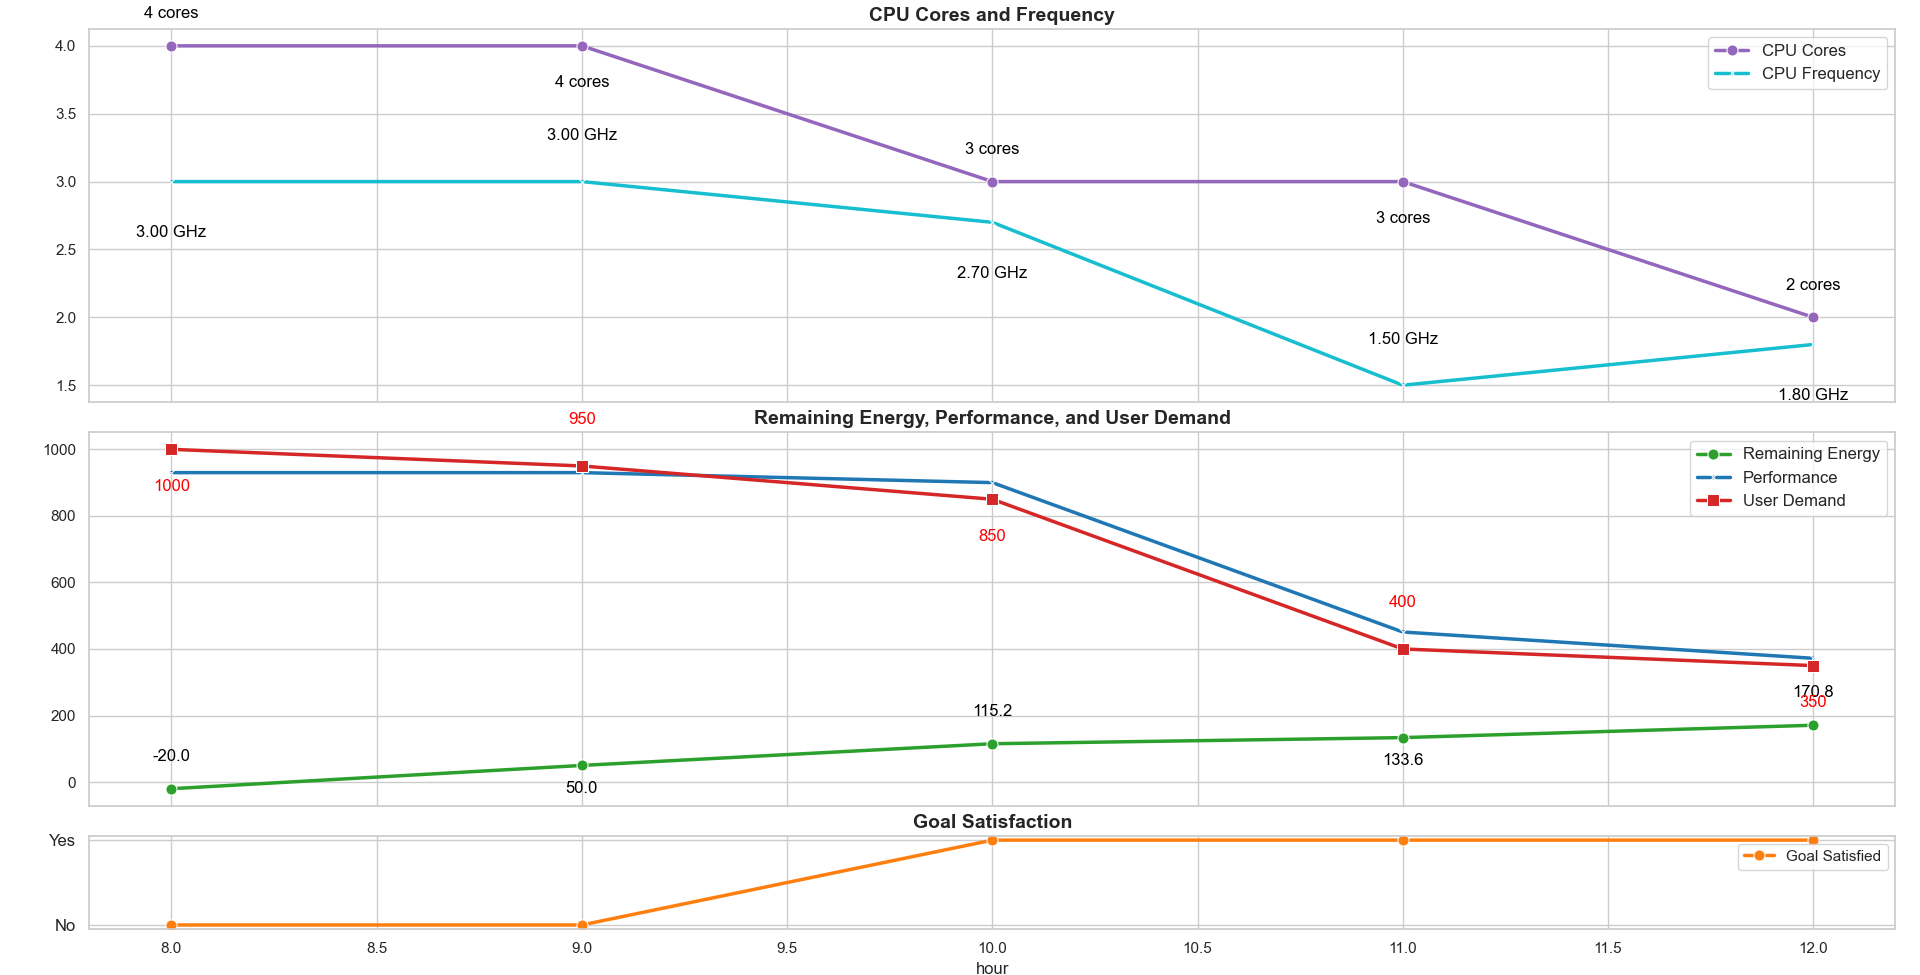 4 cores
CPU Cores and Frequency
4.0
CPU Cores
CPU Frequency
4 cores
3.5
3.00 GHz
3 cores
3.0
3 cores
3.00 GHz
2.5
2.70 GHz
2 cores
2.0
1.50 GHz
1.5
1.80 GHz
950
Remaining Energy, Performance, and User Demand
1000
Remaining Energy
Performance
User Demand
1000
800
850
600
400
400
170.8
350
200
115.2
-20.0
133.6
0
50.0
Goal Satisfaction
Yes
Goal Satisfied
No
8.0 8.5 9.0 9.5 10.0 10.5 11.0 11.5 12.0
hour